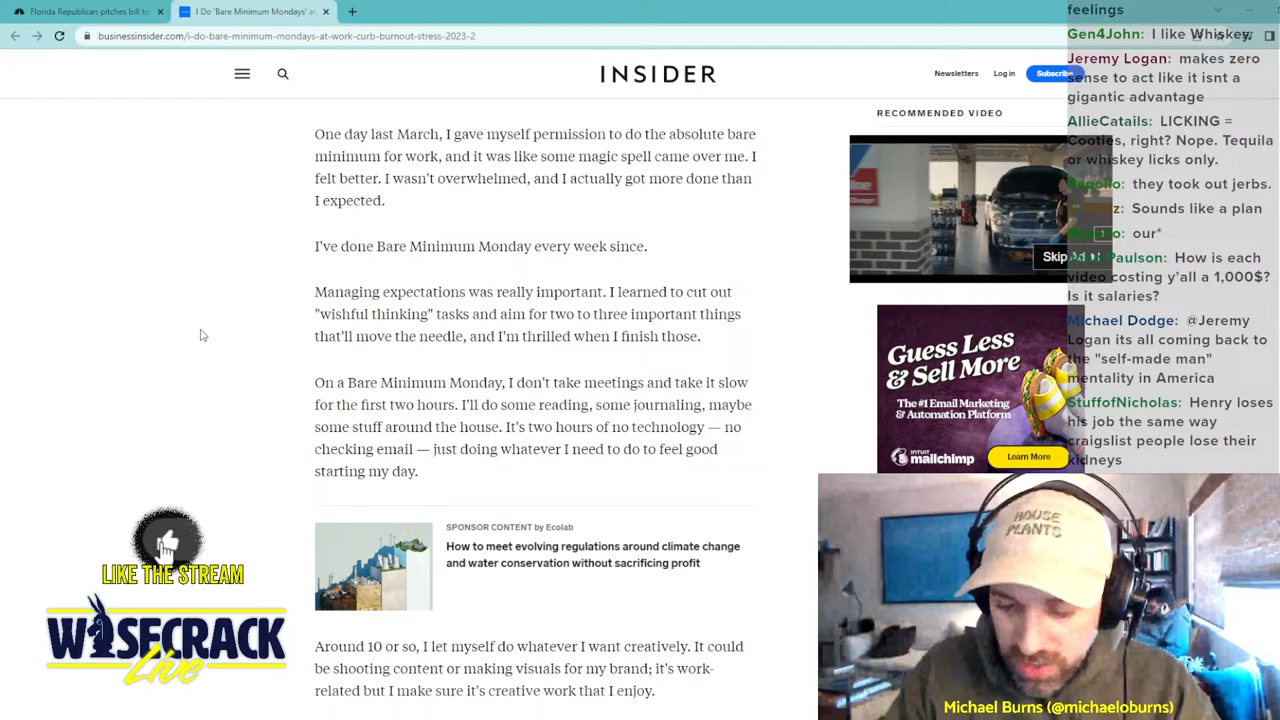 Florida Republican pitches bill to
I Do 'Bare Minimum Mondays' a
businessinsider.com/i-do-bare-minimum-mondays-at-work-curb-burnout-stress-2023-2
INSIDER
Newsletters
Log in
Subscribe
One day last March, I gave myself permission to do the absolute bare
minimum for work, and it was like some magic spell came over me. I
felt better. I wasn't overwhelmed, and I actually got more done than
I expected.
I've done Bare Minimum Monday every week since.
Managing expectations was really important. I learned to cut out
"wishful thinking" tasks and aim for two to three important things
that'll move the needle, and I'm thrilled when I finish those.
On a Bare Minimum Monday, I don't take meetings and take it slow
for the first two hours. I'll do some reading, some journaling, maybe
some stuff around the house. It's two hours of no technology — no
checking email — just doing whatever I need to do to feel good
starting my day.
SPONSOR CONTENT by Ecolab
How to meet evolving regulations around climate change
and water conservation without sacrificing profit
Around 10 or so, I let myself do whatever I want creatively. It could
be shooting content or making visuals for my brand; it's work-
related but I make sure it's creative work that I enjoy.
RECOMMENDED VIDEO
Skip
Guess Less
& Sell More
The #1 Email Marketing
& Automation Platform
INTUIT
mailchimp
Learn More
feelings
Gen4John: I like Whiskey
Jeremy Logan: makes zero
sense to act like it isnt a
gigantic advantage
AllieCatails: LICKING =
Cooties, right? Nope. Tequila
or whiskey licks only.
they took out jerbs.
Sounds like a plan
our*
Paulson: How is each
video costing y'all a 1,000$?
Is it salaries?
Michael Dodge: @Jeremy
Logan its all coming back to
the "self-made man"
mentality in America
StuffofNicholas: Henry loses
his job the same way
craigslist people lose their
kidneys
LIKE THE STREAM
WISECRACK
Live
HOUSE
PLANTS
Michael Burns (@michaeloburns)